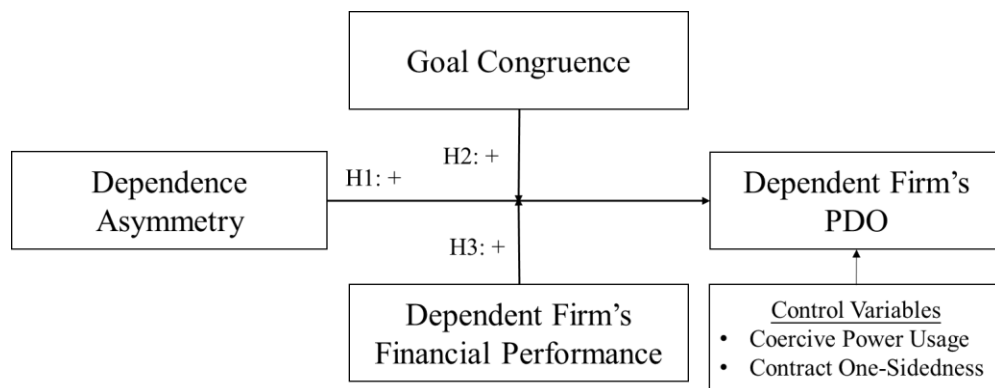 Goal Congruence
H2: +
H1: +
Dependence
Asymmetry
Dependent Firm's
PDO
H3: +
Dependent Firm's
Financial Performance
Control Variables
• Coercive Power Usage
• Contract One-Sidedness